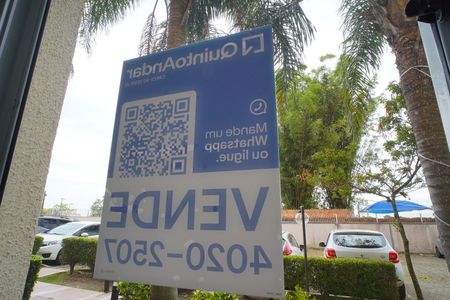 QuintoAndar
Mande um
Whatsapp
ou ligue.
VENDE
4020-2507